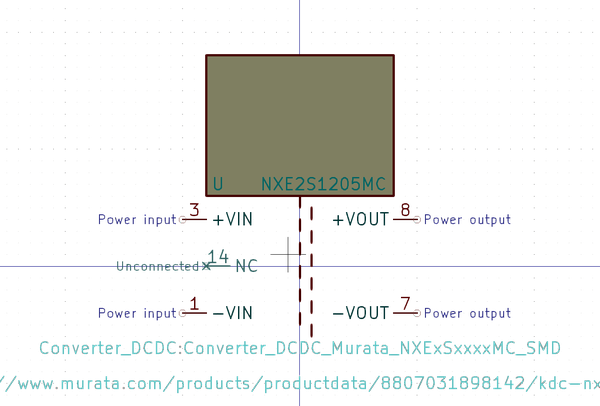 U NXE2S1205MC
Power input 3 +VIN +VOUT 8 Power output
Unconnected 14 NC
Power input 1 −VIN −VOUT 7 Power output
Converter_DCDC:Converter_DCDC_Murata_NXExSxxxxMC_SMD
//www.murata.com/products/productdata/8807031898142/kdc-nx